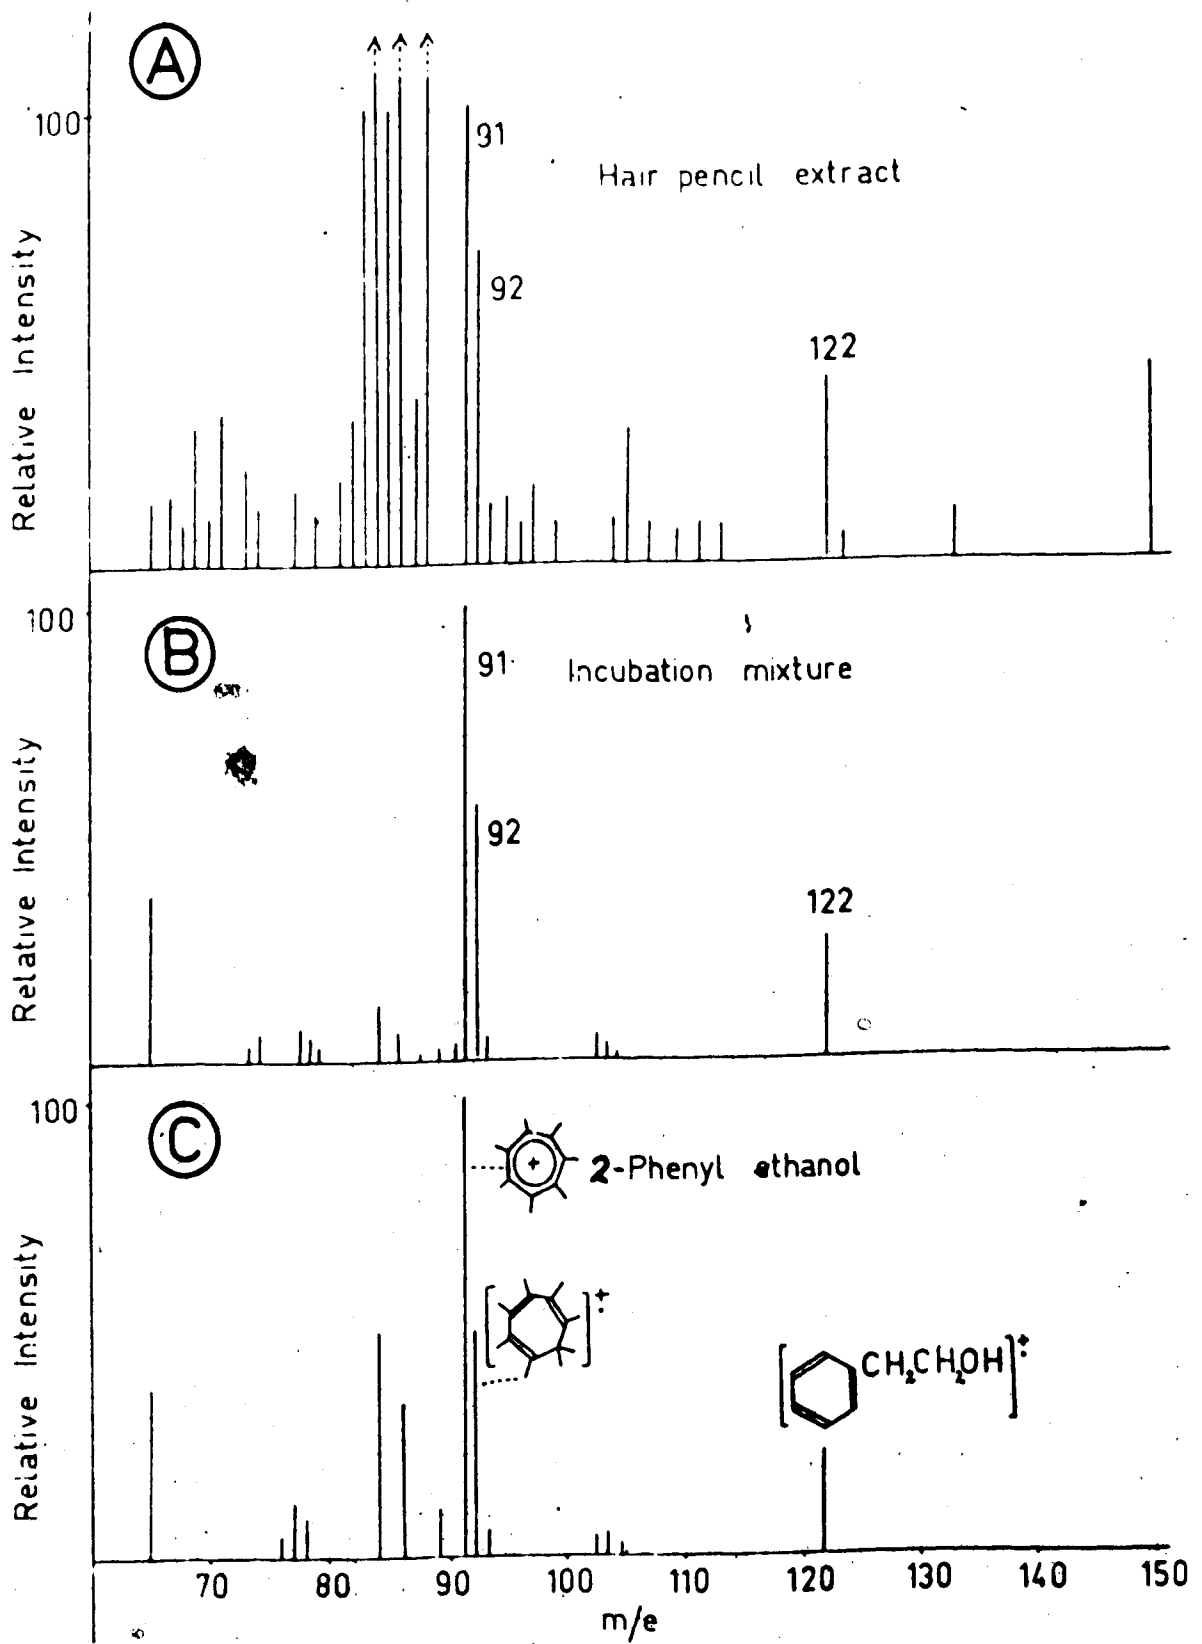 A
100
91
Hair pencil extract
92
122
Relative Intensity
100
B
91
Incubation mixture
92
122
Relative Intensity
100
C
+
2-Phenyl ethanol
+
CH2CH2OH
+
Relative Intensity
70 80 90 100 110 120 130 140 150
m/e